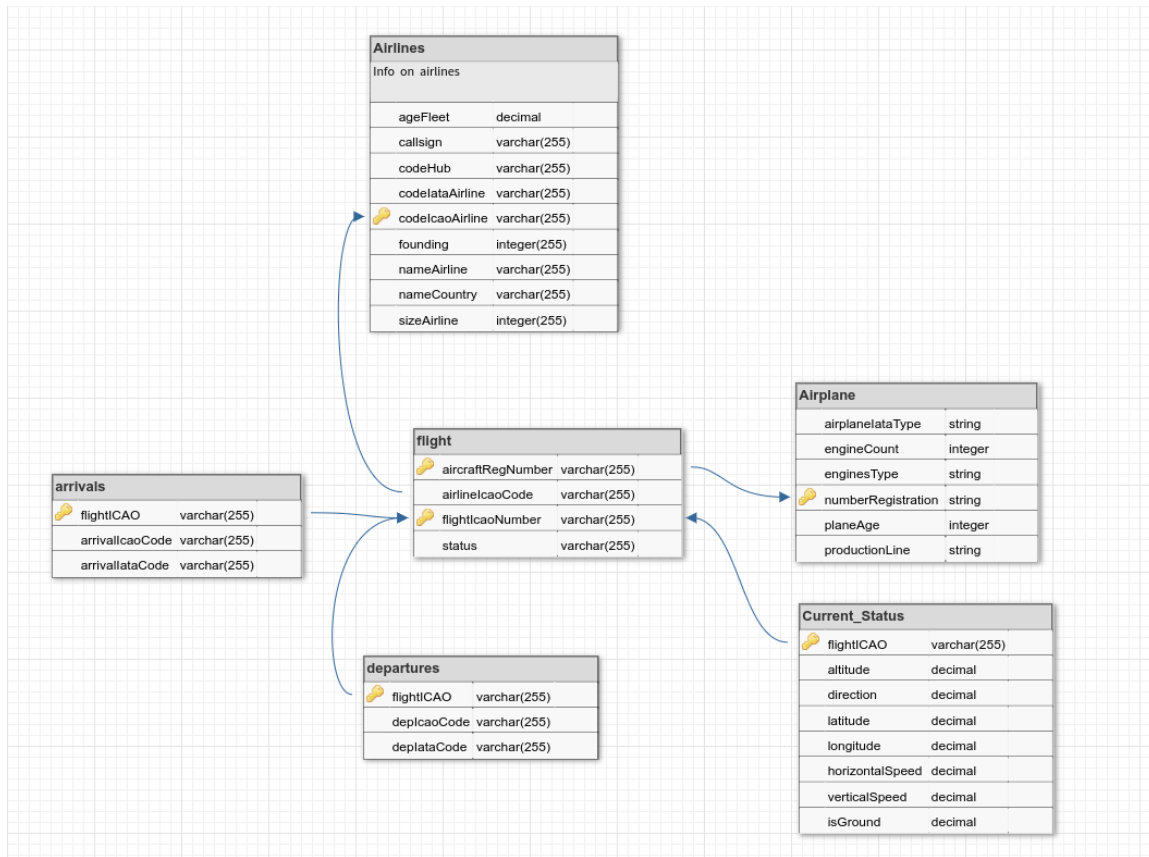 Airlines
Info on airlines
ageFleet decimal
callsign varchar(255)
codeHub varchar(255)
codeIataAirline varchar(255)
codeIcaoAirline varchar(255)
founding integer(255)
nameAirline varchar(255)
nameCountry varchar(255)
sizeAirline integer(255)
Airplane
airplaneIataType string
engineCount integer
enginesType string
numberRegistration string
planeAge integer
productionLine string
flight
aircraftRegNumber varchar(255)
airlineIcaoCode varchar(255)
flightIcaoNumber varchar(255)
status varchar(255)
arrivals
flightICAO varchar(255)
arrivalIcaoCode varchar(255)
arrivalIataCode varchar(255)
Current_Status
flightICAO varchar(255)
altitude decimal
direction decimal
latitude decimal
longitude decimal
horizontalSpeed decimal
verticalSpeed decimal
isGround decimal
departures
flightICAO varchar(255)
depIcaoCode varchar(255)
depIataCode varchar(255)